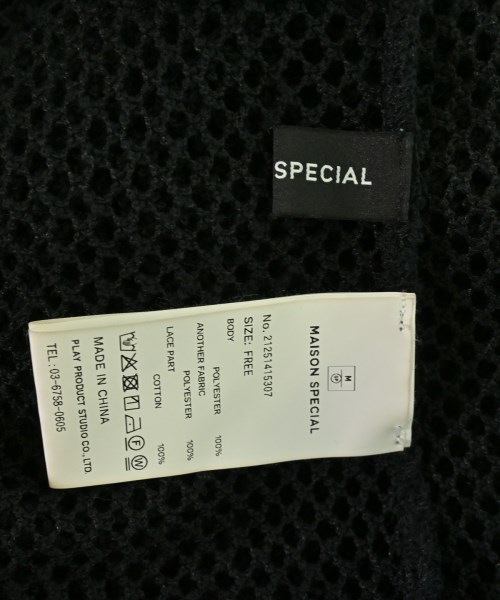 SPECIAL
M
MAISON SPECIAL
No. 21251415307
SIZE: FREE
BODY
POLYESTER 100%
ANOTHER FABRIC
POLYESTER 100%
LACE PART
COTTON 100%
MADE IN CHINA
PLAY PRODUCT STUDIO CO., LTD.
TEL : 03-6758-0605